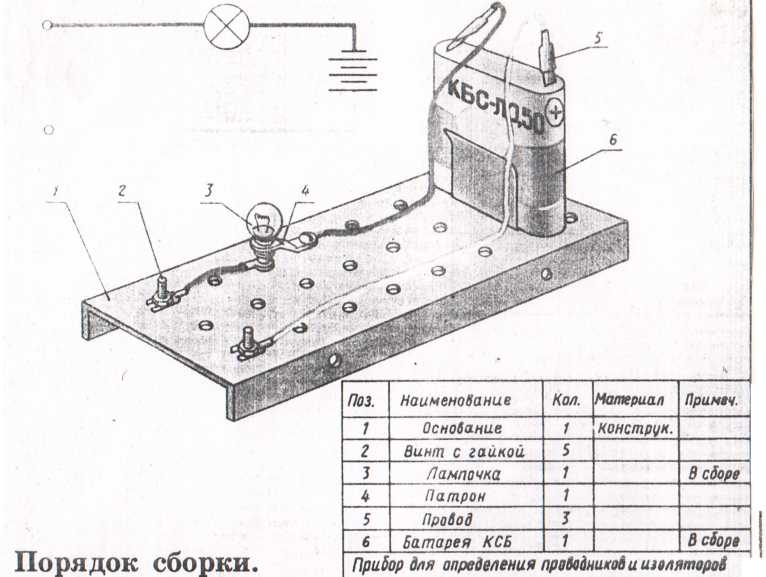 5
КБС-Л0,50
+
6
1 2 3 4
Поз. Наименование Кол. Материал Примеч.
1 Основание 1 конструк.
2 Винт с гайкой 5
3 Лампочка 1 В сборе
4 Патрон 1
5 Провод 3
6 Батарея КСБ 1 В сборе
Прибор для определения проводников и изоляторов
Порядок сборки.